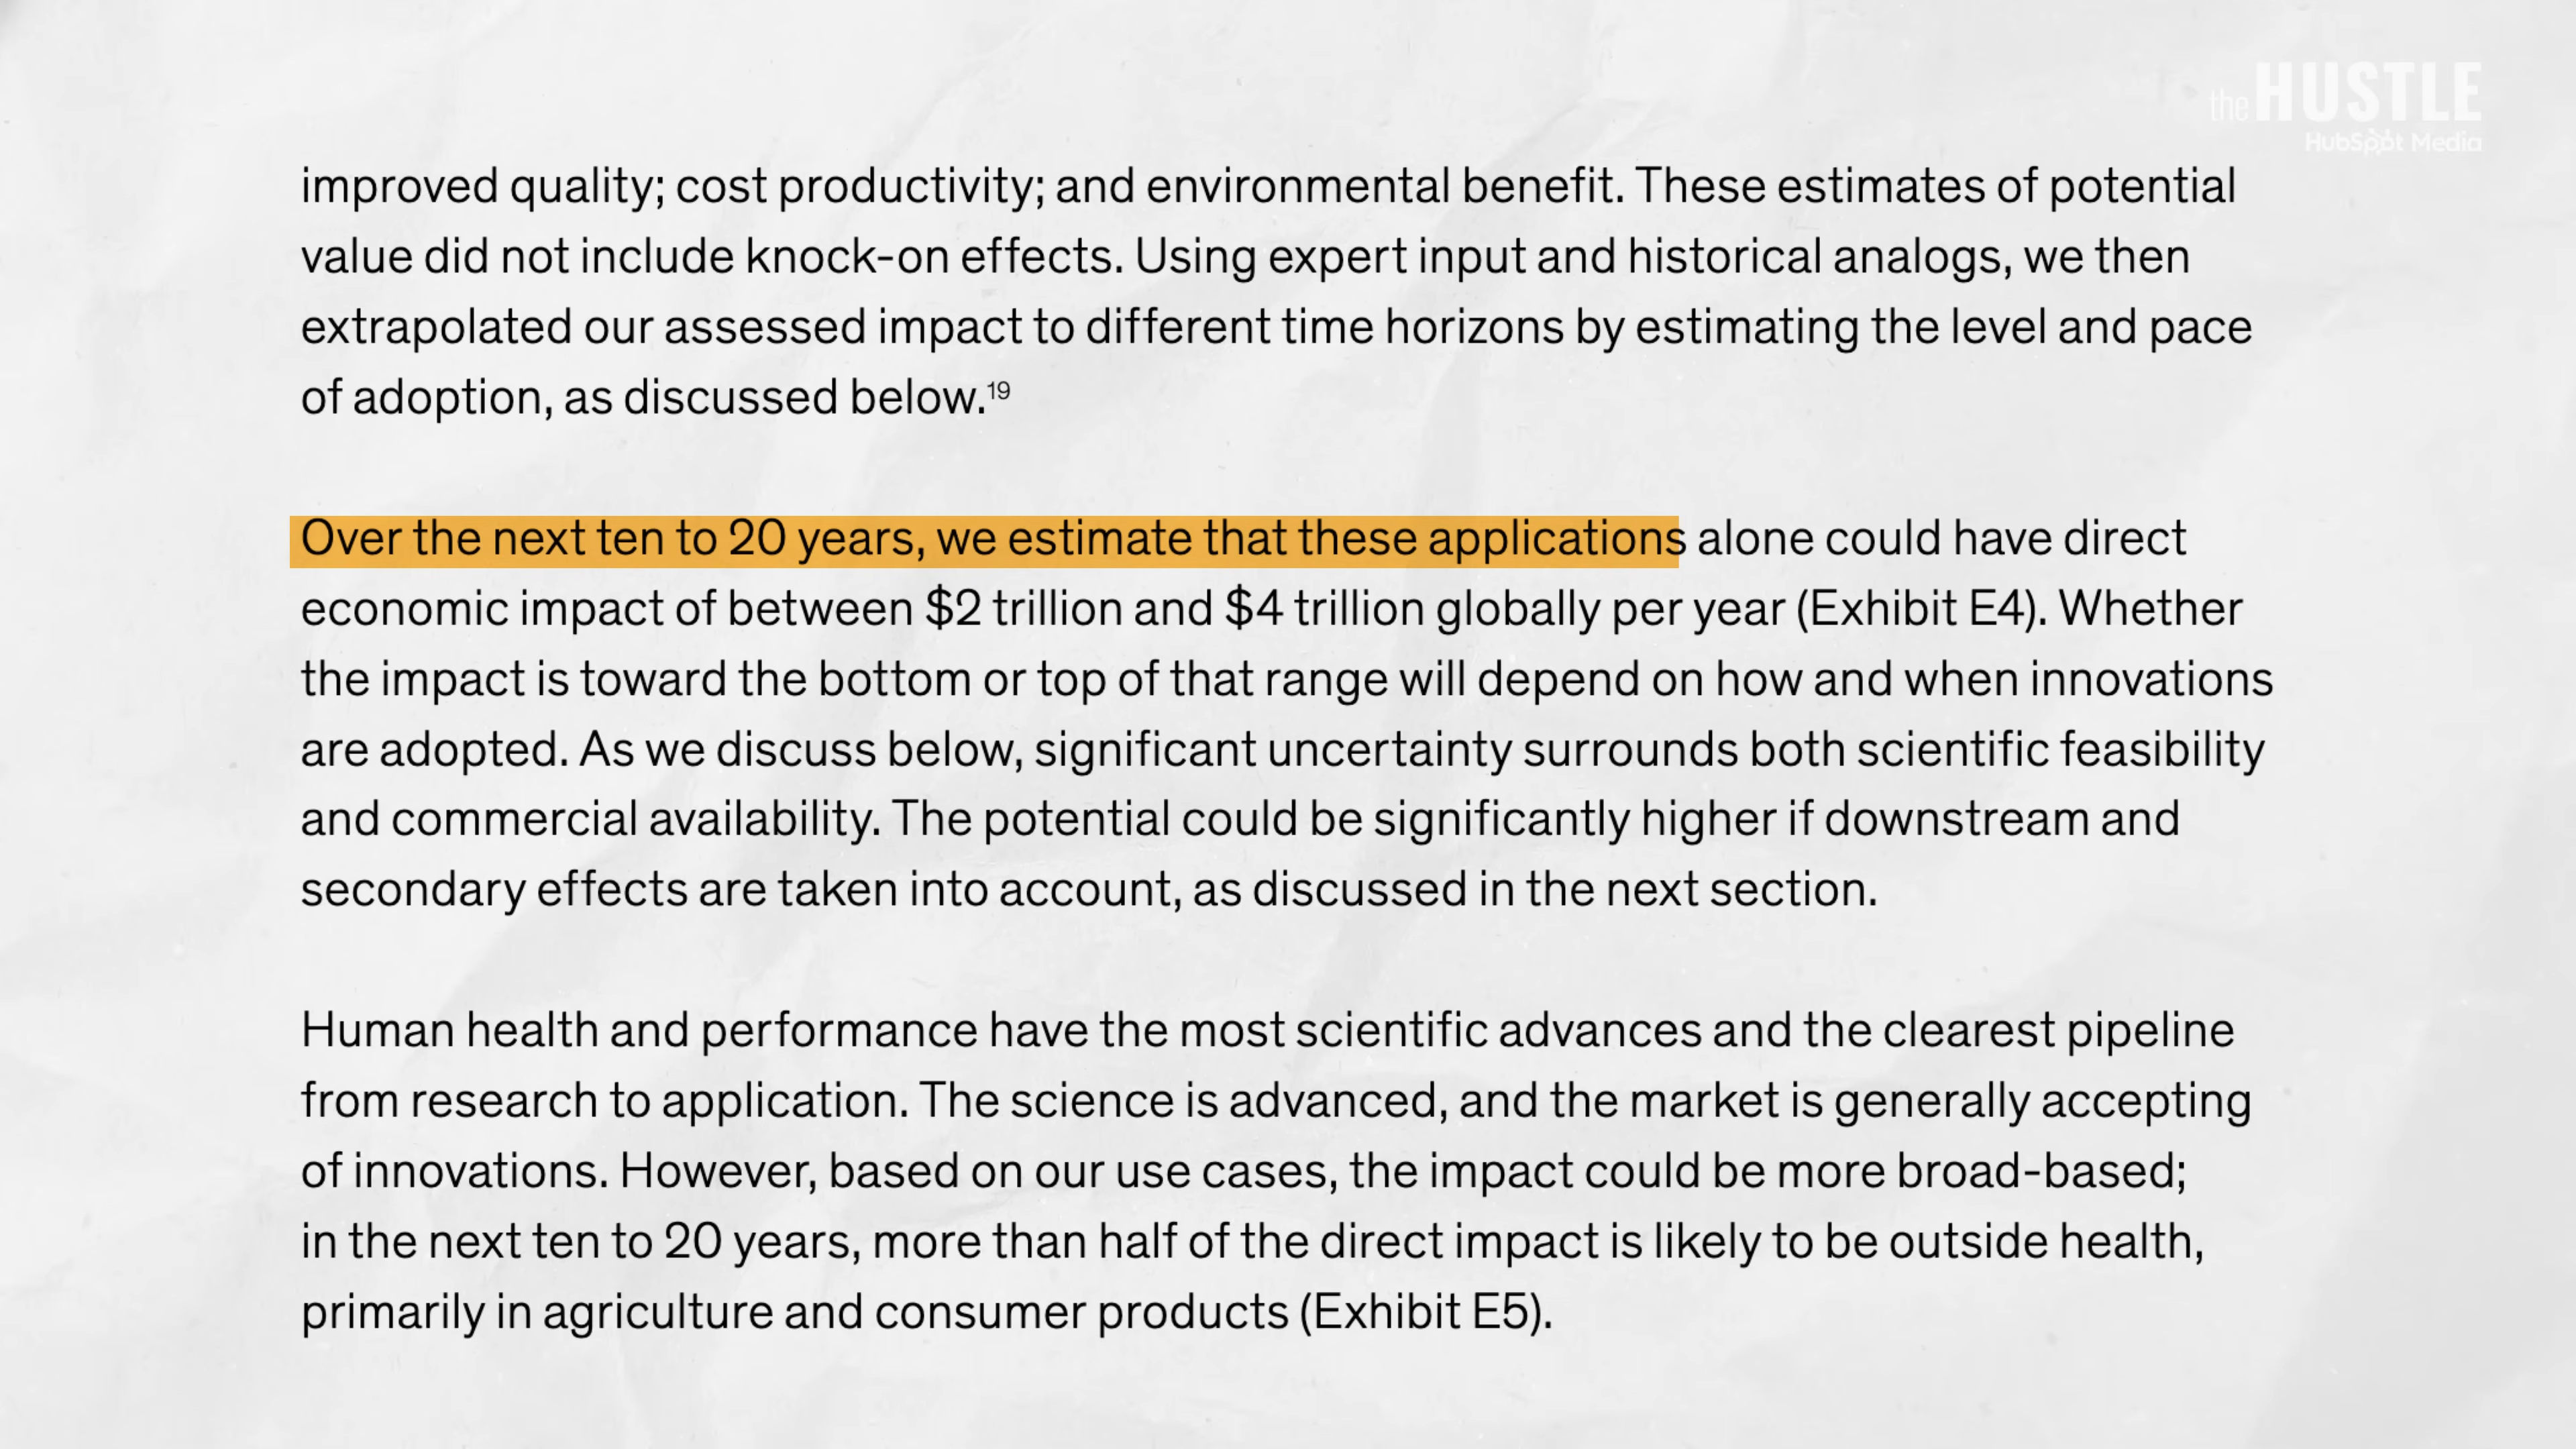 the HUSTLE
HubSpot Media
improved quality; cost productivity; and environmental benefit. These estimates of potential
value did not include knock-on effects. Using expert input and historical analogs, we then
extrapolated our assessed impact to different time horizons by estimating the level and pace
of adoption, as discussed below.19
Over the next ten to 20 years, we estimate that these applications alone could have direct
economic impact of between $2 trillion and $4 trillion globally per year (Exhibit E4). Whether
the impact is toward the bottom or top of that range will depend on how and when innovations
are adopted. As we discuss below, significant uncertainty surrounds both scientific feasibility
and commercial availability. The potential could be significantly higher if downstream and
secondary effects are taken into account, as discussed in the next section.
Human health and performance have the most scientific advances and the clearest pipeline
from research to application. The science is advanced, and the market is generally accepting
of innovations. However, based on our use cases, the impact could be more broad-based;
in the next ten to 20 years, more than half of the direct impact is likely to be outside health,
primarily in agriculture and consumer products (Exhibit E5).